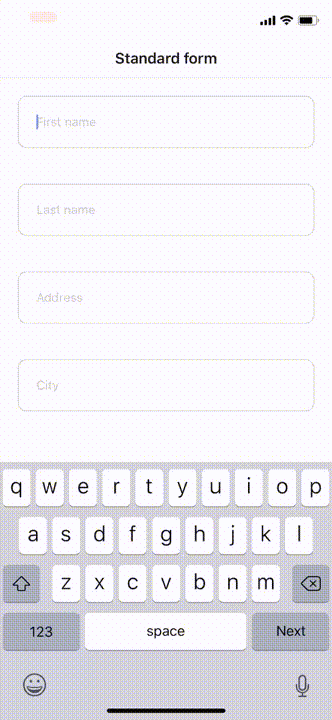 Standard form
First name
Last name
Address
City
q w e r t y u i o p
a s d f g h j k l
z x c v b n m
123 space Next